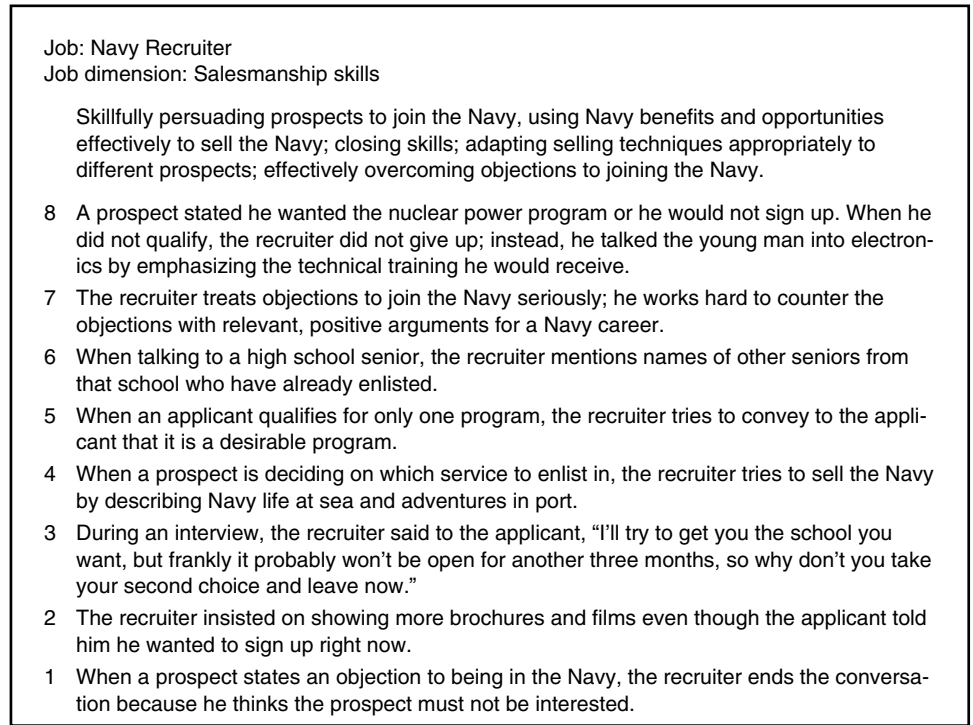 Job: Navy Recruiter
Job dimension: Salesmanship skills
Skillfully persuading prospects to join the Navy, using Navy benefits and opportunities
effectively to sell the Navy; closing skills; adapting selling techniques appropriately to
different prospects; effectively overcoming objections to joining the Navy.
8 A prospect stated he wanted the nuclear power program or he would not sign up. When he
did not qualify, the recruiter did not give up; instead, he talked the young man into electron-
ics by emphasizing the technical training he would receive.
7 The recruiter treats objections to join the Navy seriously; he works hard to counter the
objections with relevant, positive arguments for a Navy career.
6 When talking to a high school senior, the recruiter mentions names of other seniors from
that school who have already enlisted.
5 When an applicant qualifies for only one program, the recruiter tries to convey to the appli-
cant that it is a desirable program.
4 When a prospect is deciding on which service to enlist in, the recruiter tries to sell the Navy
by describing Navy life at sea and adventures in port.
3 During an interview, the recruiter said to the applicant, “I’ll try to get you the school you
want, but frankly it probably won’t be open for another three months, so why don’t you take
your second choice and leave now.”
2 The recruiter insisted on showing more brochures and films even though the applicant told
him he wanted to sign up right now.
1 When a prospect states an objection to being in the Navy, the recruiter ends the conversa-
tion because he thinks the prospect must not be interested.